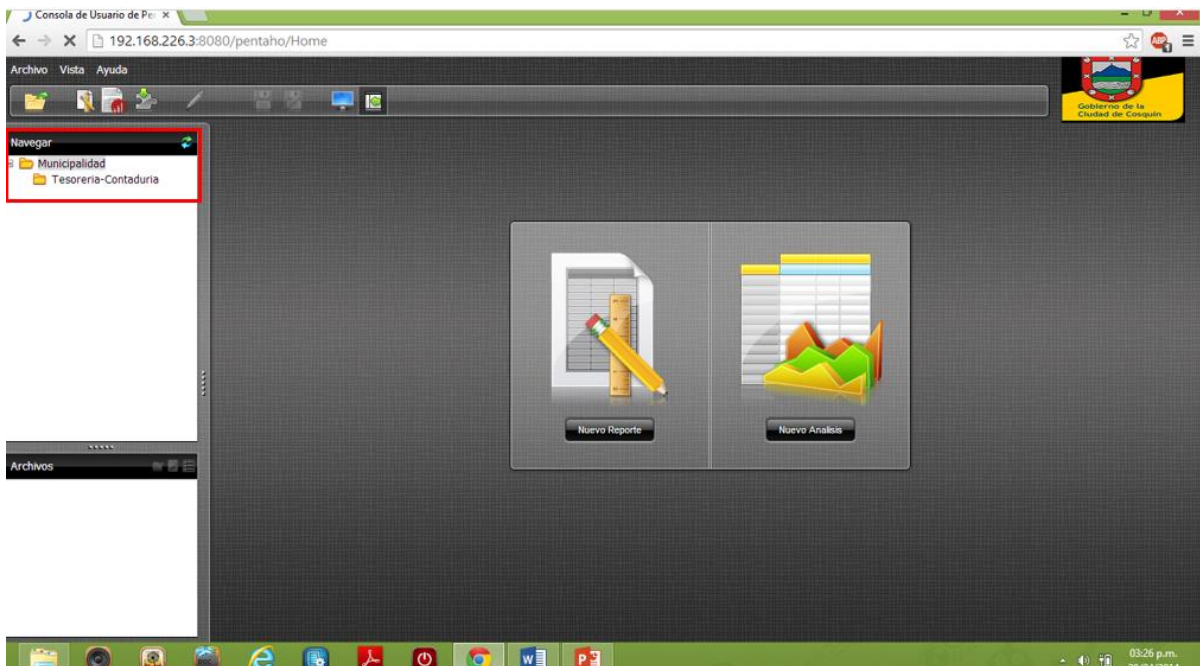 Consola de Usuario de Pe
192.168.226.3:8080/pentaho/Home
ABP
Archivo Vista Ayuda
Gobierno de la
Ciudad de Cosquín
Navegar
Municipalidad
Tesoreria-Contaduria
Nuevo Reporte
Nuevo Analisis
Archivos
03:26 p.m.